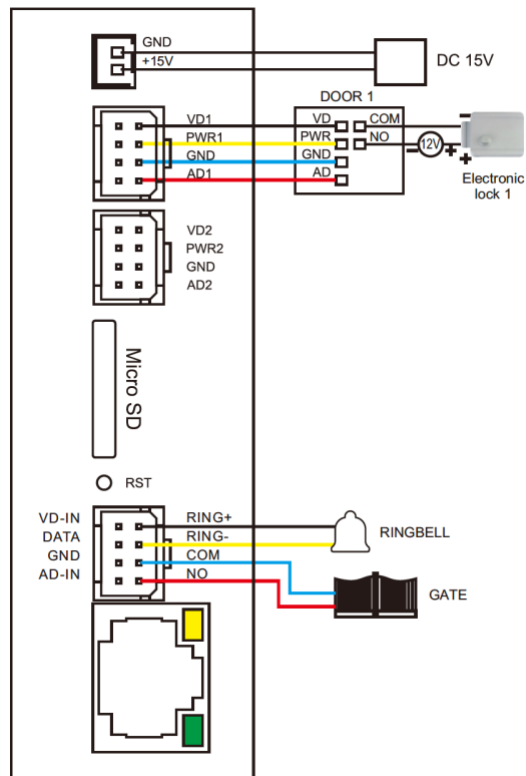 GND
+15V
DC 15V
DOOR 1
VD1
PWR1
GND
AD1
VD
PWR
GND
AD
COM
NO
12V
Electronic
lock 1
VD2
PWR2
GND
AD2
Micro SD
RST
VD-IN
DATA
GND
AD-IN
RING+
RING-
COM
NO
RINGBELL
GATE